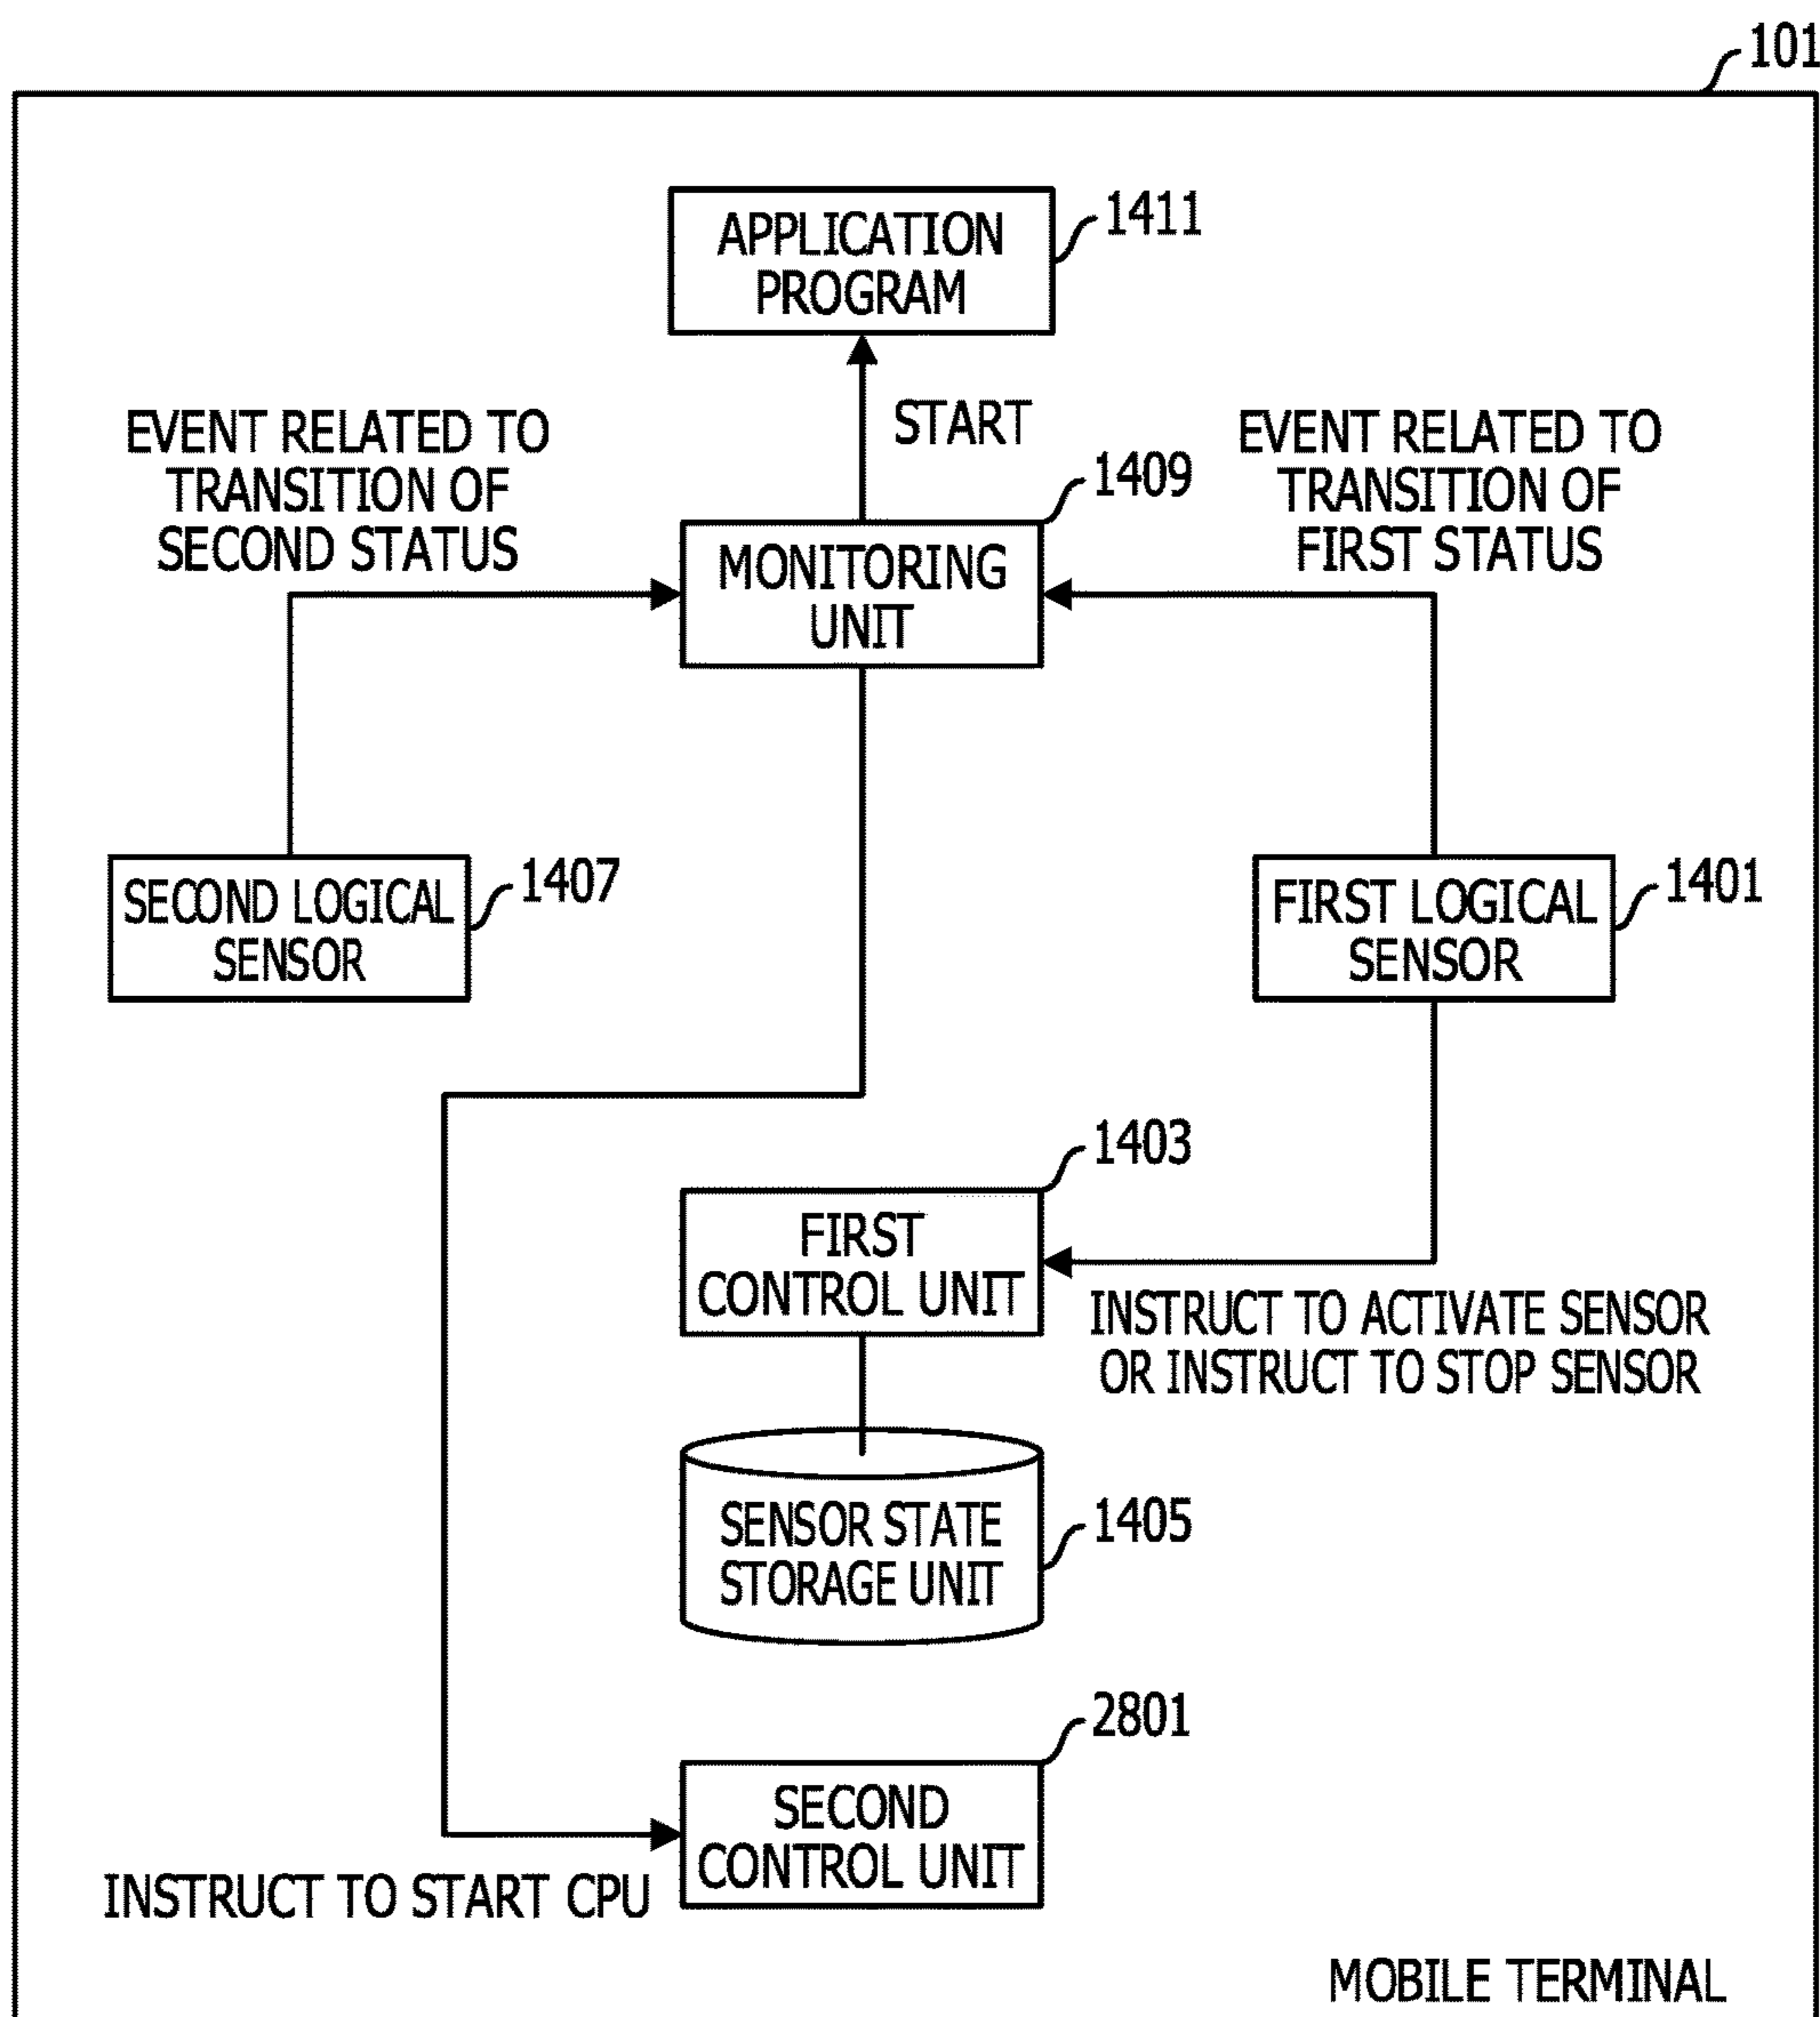 101
APPLICATION
PROGRAM
1411
START
EVENT RELATED TO
TRANSITION OF
SECOND STATUS
EVENT RELATED TO
TRANSITION OF
FIRST STATUS
1409
MONITORING
UNIT
SECOND LOGICAL
SENSOR
1407
FIRST LOGICAL
SENSOR
1401
1403
FIRST
CONTROL UNIT
INSTRUCT TO ACTIVATE SENSOR
OR INSTRUCT TO STOP SENSOR
SENSOR STATE
STORAGE UNIT
1405
2801
SECOND
CONTROL UNIT
INSTRUCT TO START CPU
MOBILE TERMINAL